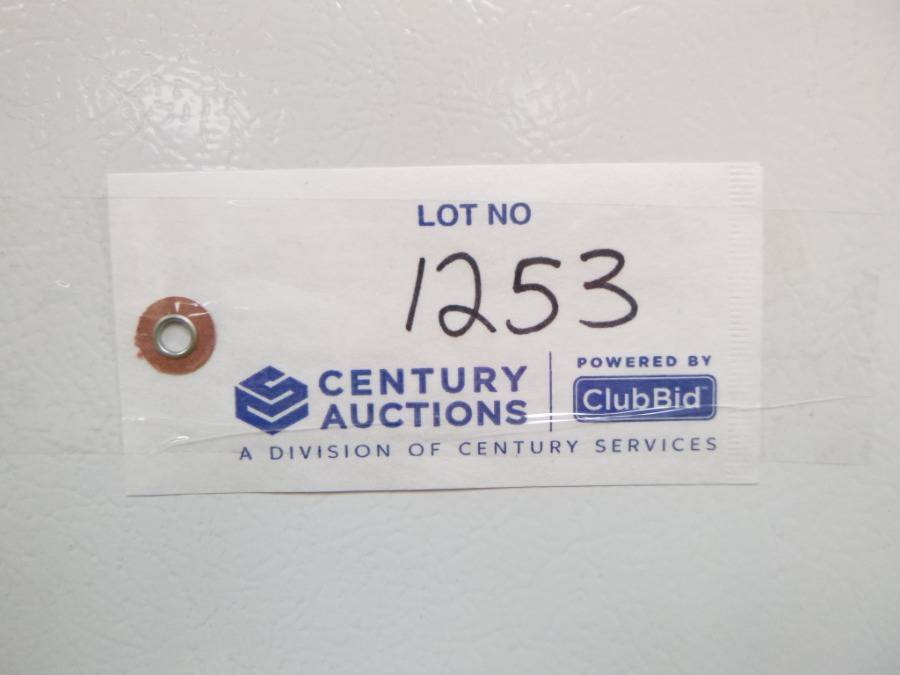 LOT NO
1253
CENTURY
AUCTIONS
POWERED BY
ClubBid
A DIVISION OF CENTURY SERVICES